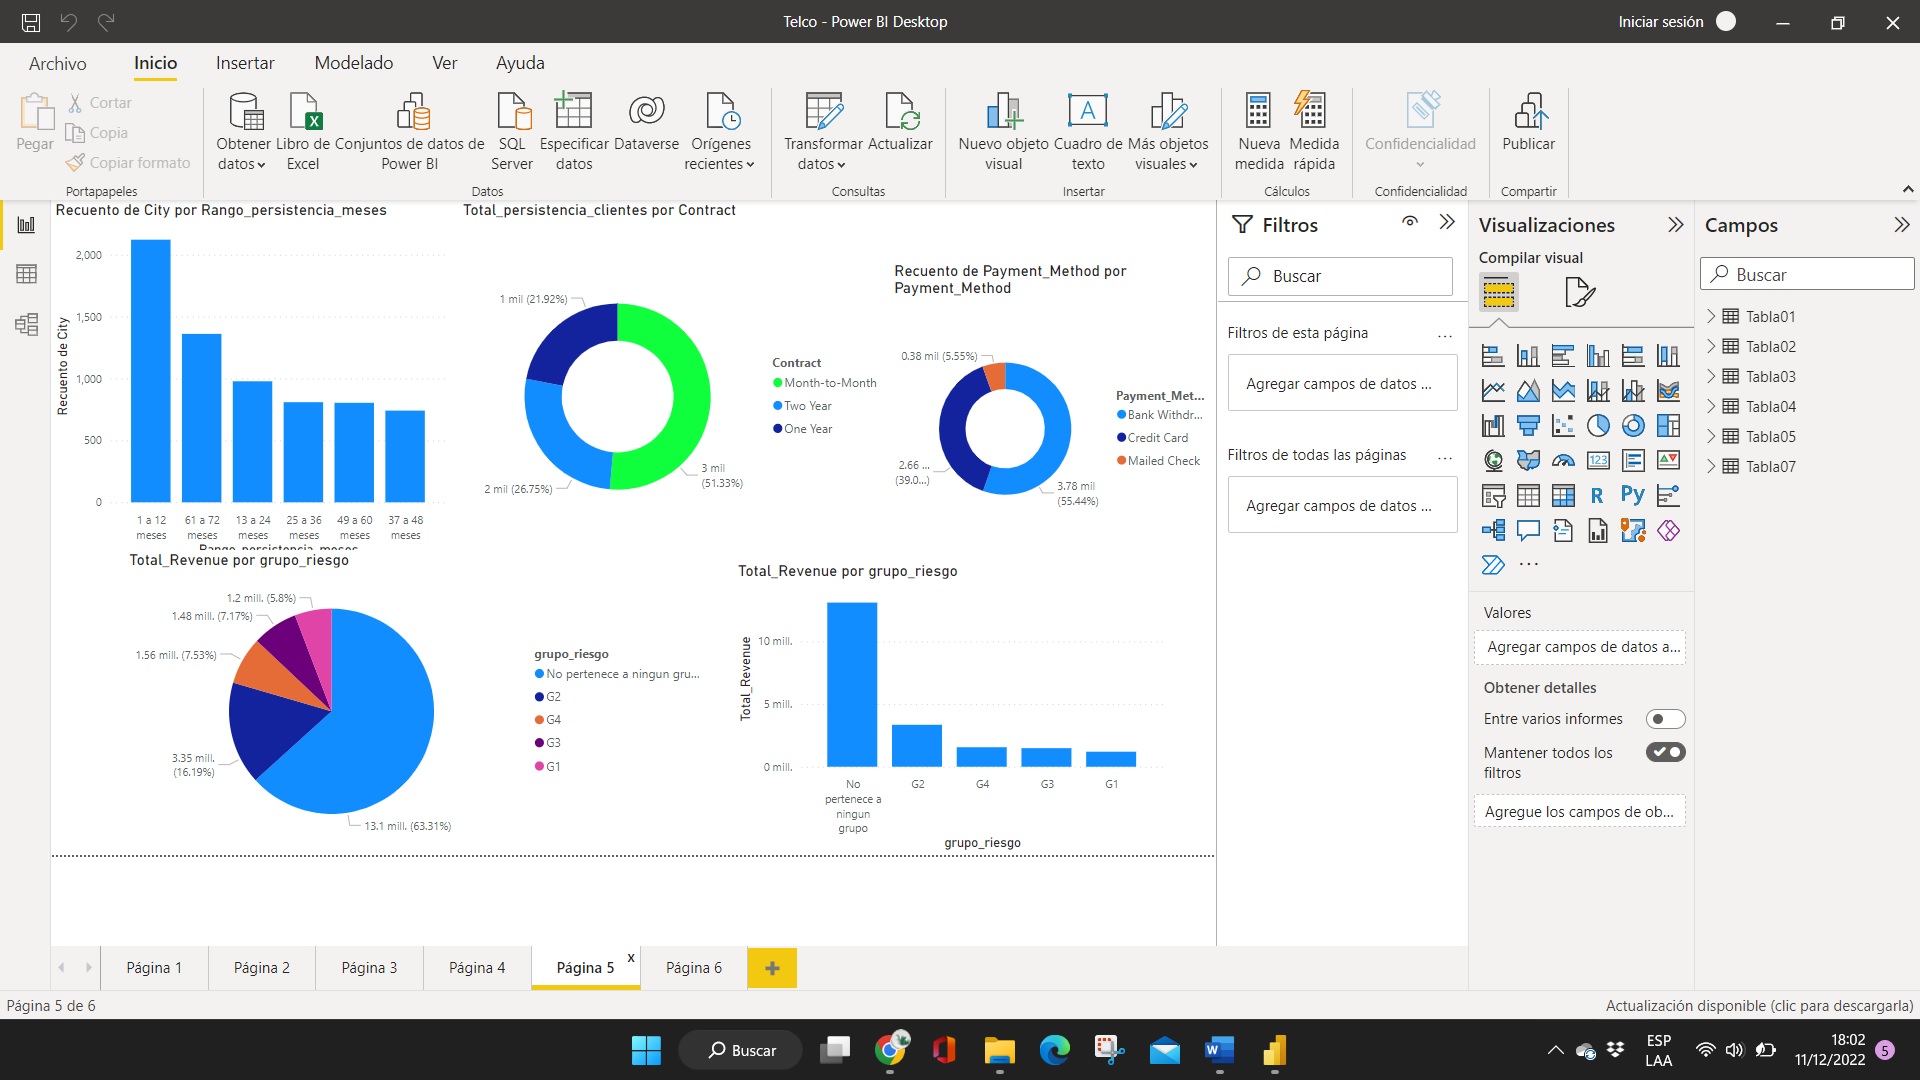 Telco - Power BI Desktop
Iniciar sesión
Archivo Inicio Insertar Modelado Ver Ayuda
Pegar
Cortar
Copia
Copiar formato
Portapapeles
Obtener datos
Libro de Excel
Conjuntos de datos de Power BI
SQL Server
Especificar datos
Dataverse
Orígenes recientes
Datos
Transformar datos
Actualizar
Consultas
Nuevo objeto visual
Cuadro de texto
Más objetos visuales
Insertar
Nueva medida
Medida rápida
Cálculos
Confidencialidad
Confidencialidad
Publicar
Compartir
Recuento de City por Rango_persistencia_meses
Recuento de City
2,000
1,500
1,000
500
0
1 a 12 meses
61 a 72 meses
13 a 24 meses
25 a 36 meses
49 a 60 meses
37 a 48 meses
Rango_persistencia_meses
Total_persistencia_clientes por Contract
1 mil (21.92%)
2 mil (26.75%)
3 mil
(51.33%)
Contract
Month-to-Month
Two Year
One Year
Recuento de Payment_Method por
Payment_Method
0.38 mil (5.55%)
2.66 ...
(39.0...)
3.78 mil
(55.44%)
Payment_Met...
Bank Withdr...
Credit Card
Mailed Check
Total_Revenue por grupo_riesgo
1.2 mill. (5.8%)
1.48 mill. (7.17%)
1.56 mill. (7.53%)
3.35 mill.
(16.19%)
13.1 mill. (63.31%)
grupo_riesgo
No pertenece a ningun gru...
G2
G4
G3
G1
Total_Revenue por grupo_riesgo
Total_Revenue
10 mill.
5 mill.
0 mill.
No
pertenece a
ningun
grupo
G2
G4
G3
G1
grupo_riesgo
Filtros
Buscar
Filtros de esta página ...
Agregar campos de datos ...
Filtros de todas las páginas ...
Agregar campos de datos ...
Visualizaciones
Compilar visual
123
R
Py
...
Valores
Agregar campos de datos a...
Obtener detalles
Entre varios informes
Mantener todos los
filtros
Agregue los campos de ob...
Campos
Buscar
Tabla01
Tabla02
Tabla03
Tabla04
Tabla05
Tabla07
Página 1
Página 2
Página 3
Página 4
Página 5 x
Página 6
+
Página 5 de 6
Actualización disponible (clic para descargarla)
Buscar
ESP
LAA
18:02
11/12/2022
5